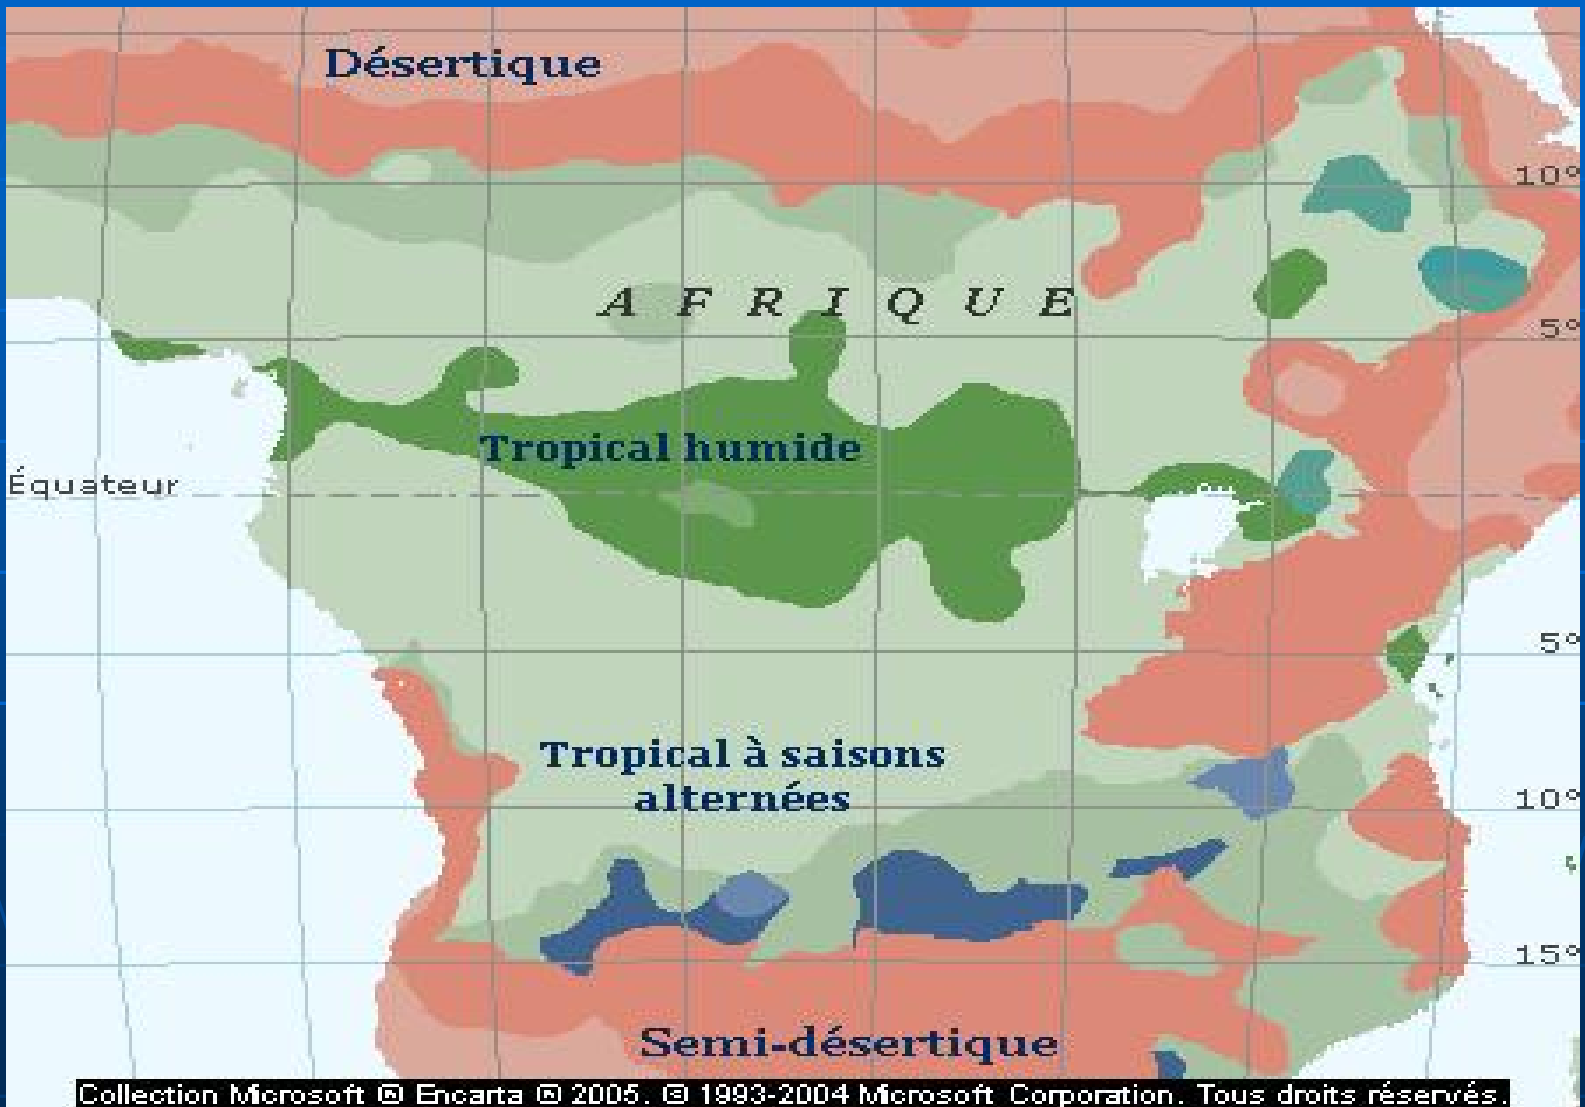 Désertique
10°
A F R I Q U E
5°
Tropical humide
Équateur
5°
Tropical à saisons
alternées
10°
15°
Semi-désertique
Collection Microsoft ® Encarta ® 2005. © 1993-2004 Microsoft Corporation. Tous droits réservés.